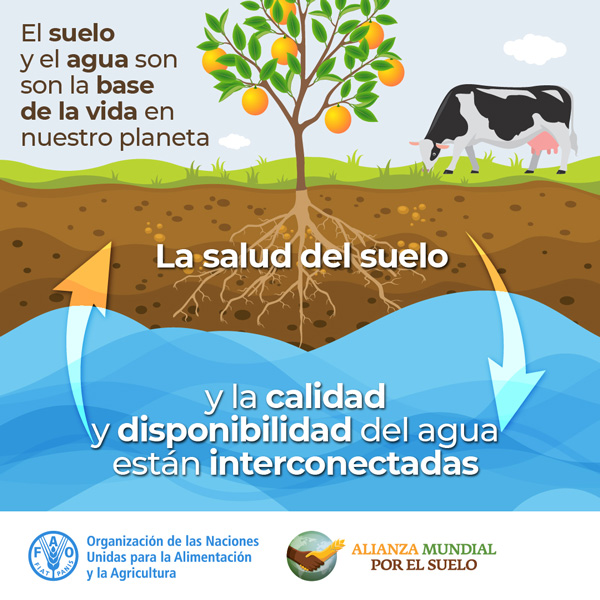 El suelo
y el agua son
son la base
de la vida en
nuestro planeta
La salud del suelo
y la calidad
y disponibilidad del agua
están interconectadas
FAO
FIAT PANIS
Organización de las Naciones
Unidas para la Alimentación
y la Agricultura
ALIANZA MUNDIAL
POR EL SUELO